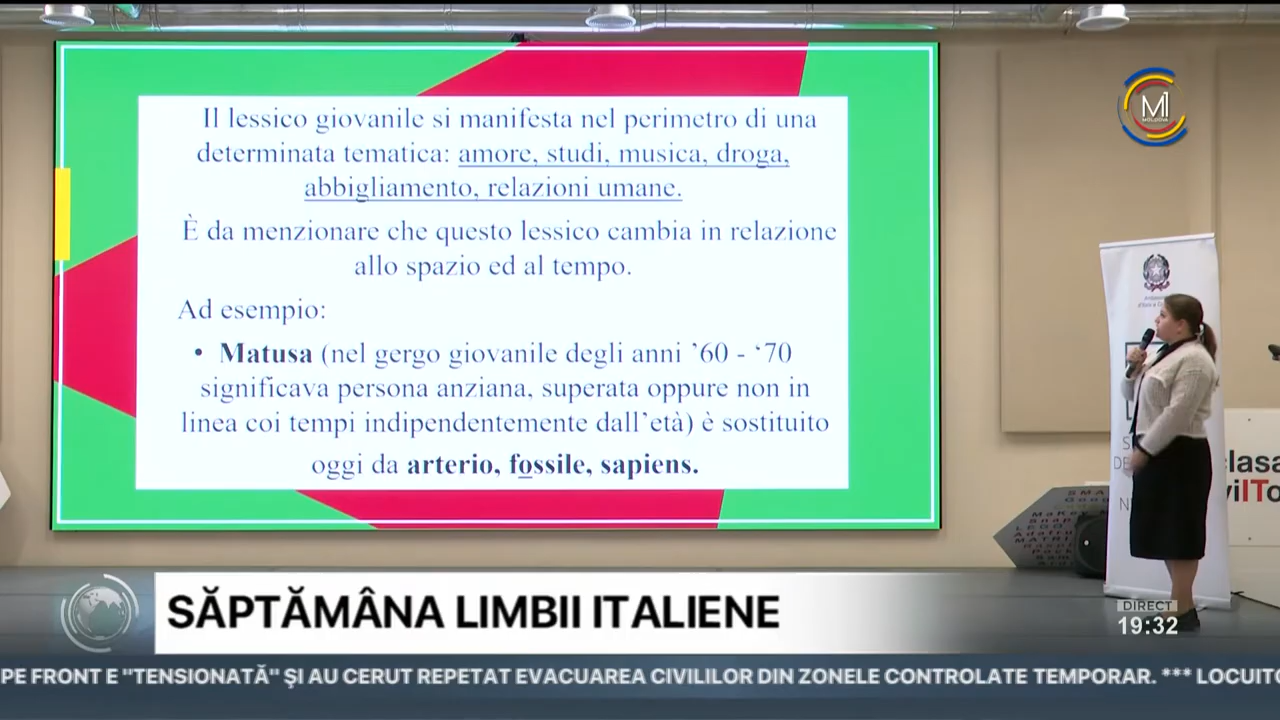 Il lessico giovanile si manifesta nel perimetro di una
determinata tematica: amore, studi, musica, droga,
abbigliamento, relazioni umane.
È da menzionare che questo lessico cambia in relazione
allo spazio ed al tempo.
Ad esempio:
• Matusa (nel gergo giovanile degli anni ’60 - ‘70
significava persona anziana, superata oppure non in
linea coi tempi indipendentemente dall’età) è sostituito
oggi da arterio, fossile, sapiens.
M1
MOLDOVA
SĂPTĂMÂNA LIMBII ITALIENE
DIRECT
19:32
PE FRONT E "TENSIONATĂ" ŞI AU CERUT REPETAT EVACUAREA CIVILILOR DIN ZONELE CONTROLATE TEMPORAR. *** LOCUITO